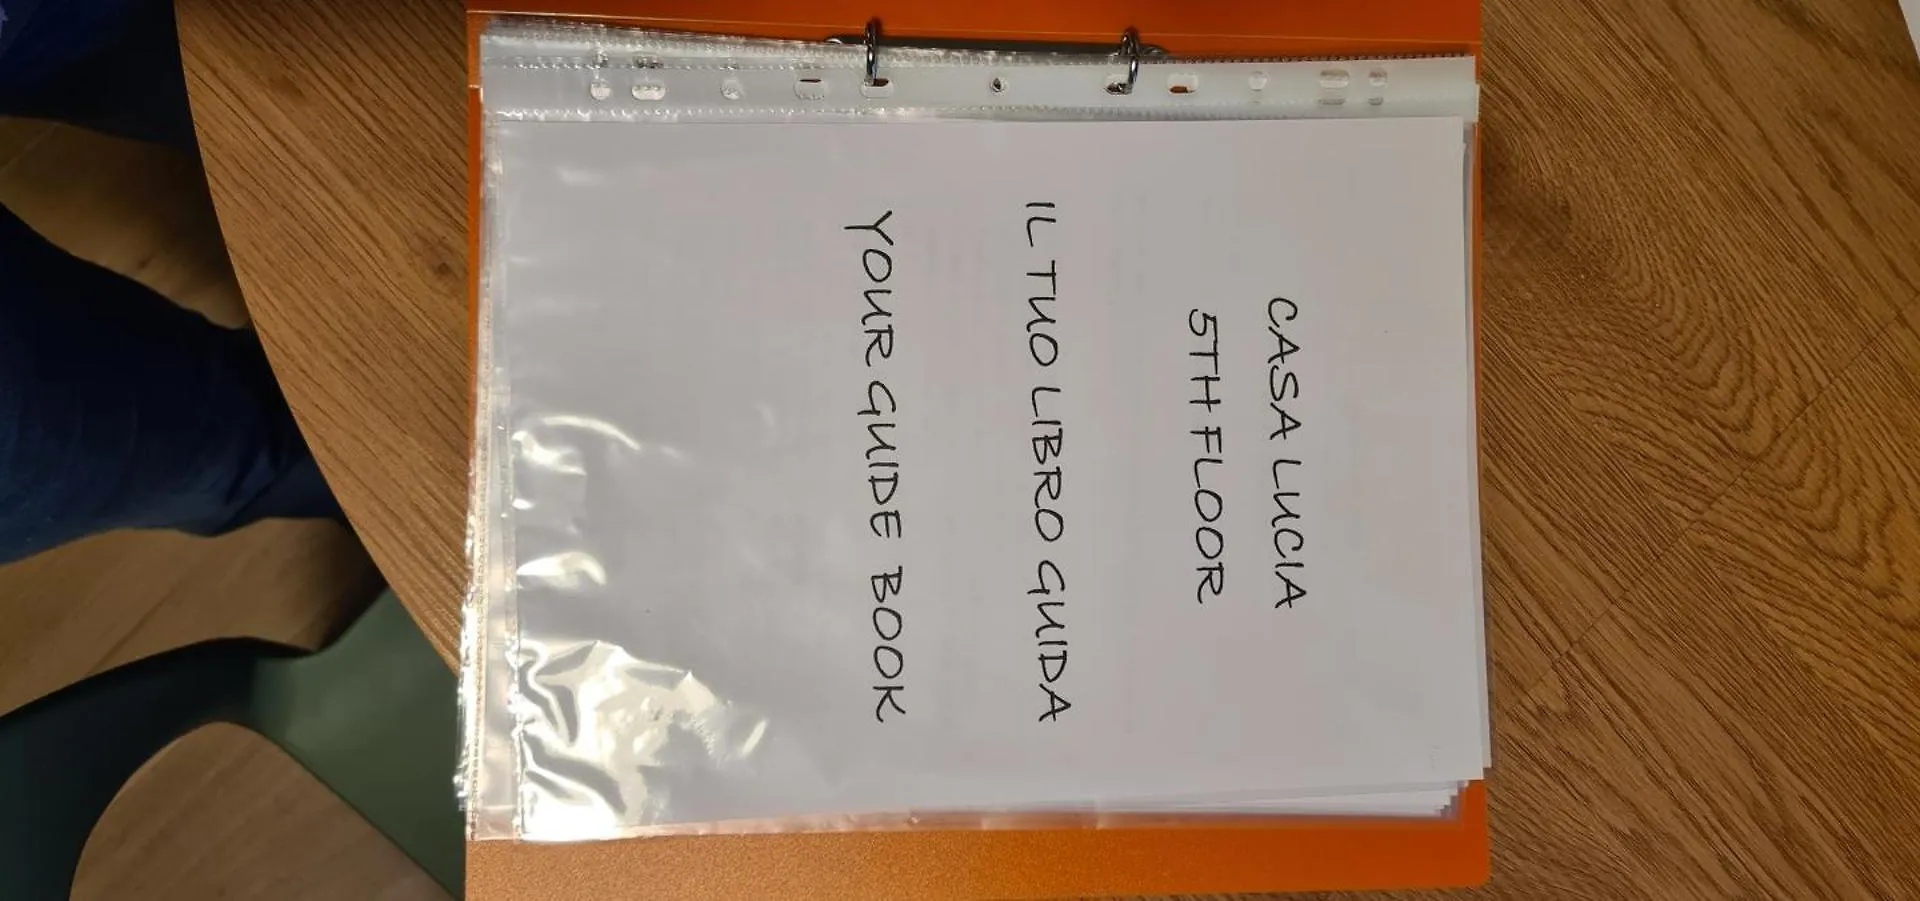 CASA LUCIA
5TH FLOOR
IL TUO LIBRO GUIDA
YOUR GUIDE BOOK